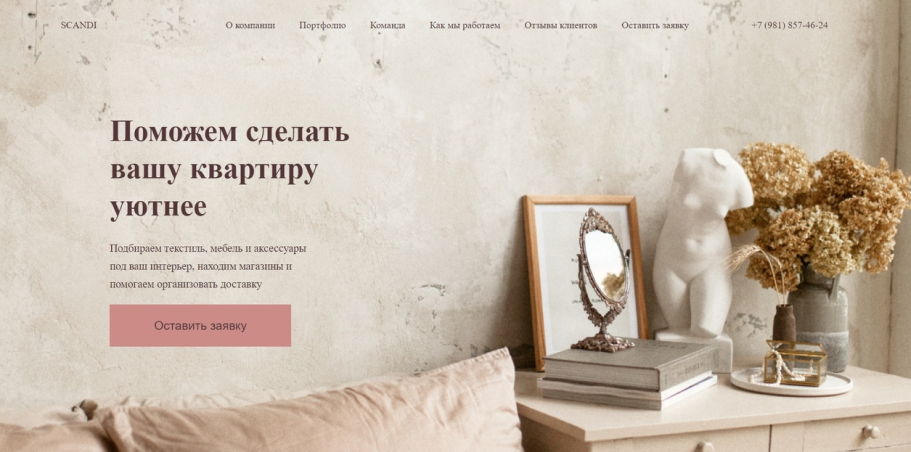 SCANDI
О компании
Портфолио
Команда
Как мы работаем
Отзывы клиентов
Оставить заявку
+7 (981) 857-46-24
Поможем сделать
вашу квартиру
уютнее
Подбираем текстиль, мебель и аксессуары
под ваш интерьер, находим магазины и
помогаем организовать доставку
Оставить заявку